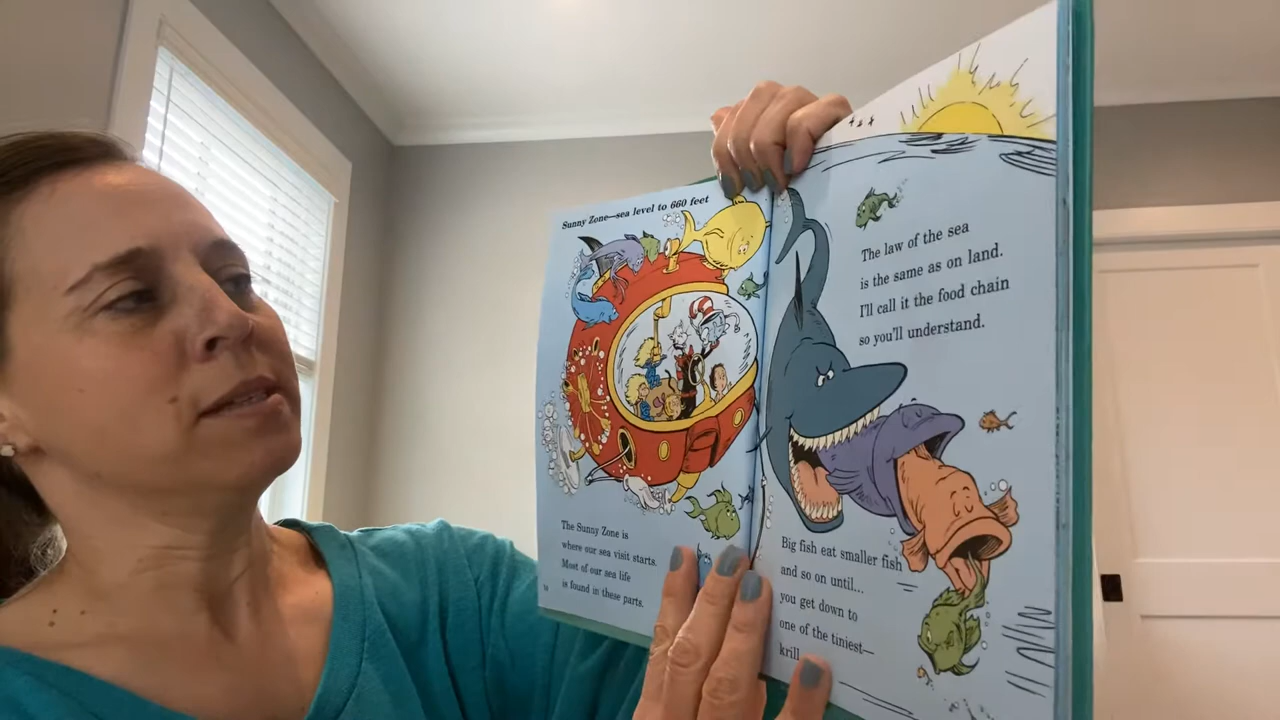 Sunny Zone—sea level to 660 feet
The Sunny Zone is
where our sea visit starts.
Most of our sea life
is found in these parts.
The law of the sea
is the same as on land.
I'll call it the food chain
so you'll understand.
Big fish eat smaller fish
and so on until...
you get down to
one of the tiniest—
krill